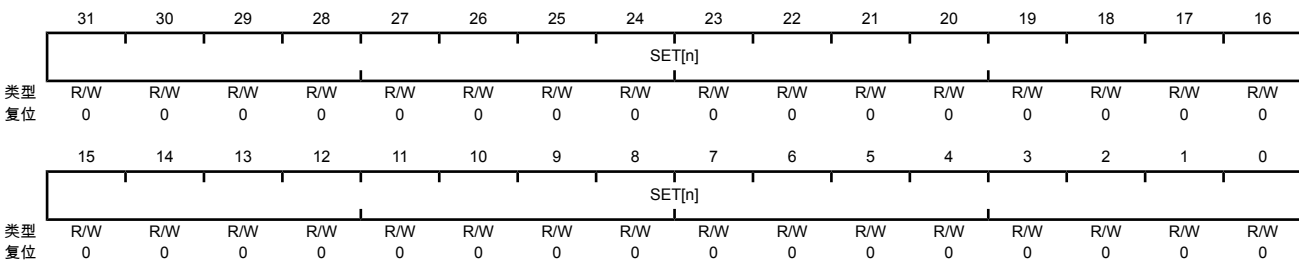 31 30 29 28 27 26 25 24 23 22 21 20 19 18 17 16
SET[n]
类型 R/W R/W R/W R/W R/W R/W R/W R/W R/W R/W R/W R/W R/W R/W R/W R/W
复位 0 0 0 0 0 0 0 0 0 0 0 0 0 0 0 0
15 14 13 12 11 10 9 8 7 6 5 4 3 2 1 0
SET[n]
类型 R/W R/W R/W R/W R/W R/W R/W R/W R/W R/W R/W R/W R/W R/W R/W R/W
复位 0 0 0 0 0 0 0 0 0 0 0 0 0 0 0 0